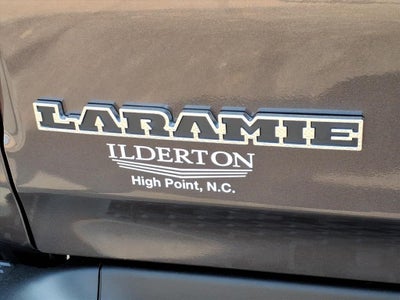 LARAMIE
ILDERTON
High Point, N.C.